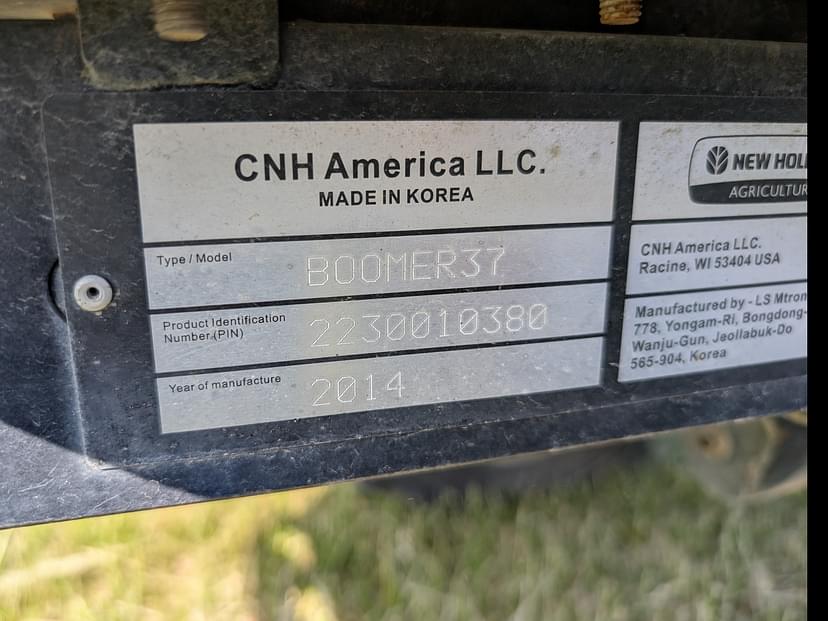 CNH America LLC.
MADE IN KOREA
Type / Model
BOOMER37
Product Identification
Number.(PIN)
2230010380
Year of manufacture
2014
NEW HOL
AGRICULTUR
CNH America LLC.
Racine, WI 53404 USA
Manufactured by - LS Mtron
778, Yongam-Ri, Bongdong-
Wanju-Gun, Jeollabuk-Do
565-904, Korea